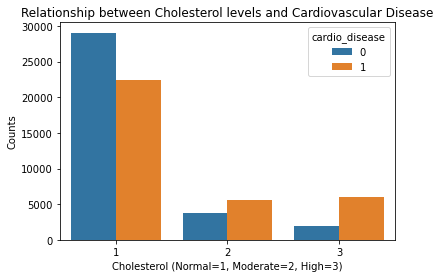 Relationship between Cholesterol levels and Cardiovascular Disease
cardio_disease
0
1
30000
25000
20000
15000
10000
5000
0
Counts
1 2 3
Cholesterol (Normal=1, Moderate=2, High=3)